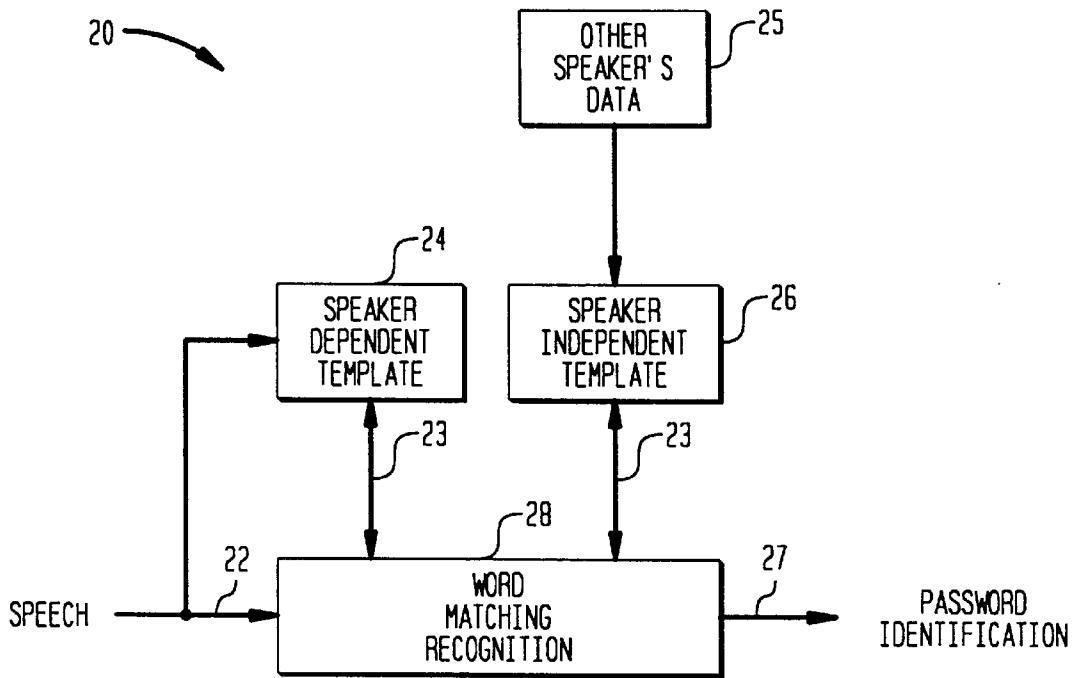 20
OTHER
SPEAKER'S
DATA
25
24
SPEAKER
DEPENDENT
TEMPLATE
SPEAKER
INDEPENDENT
TEMPLATE
26
23
23
28
SPEECH
22
WORD
MATCHING
RECOGNITION
27
PASSWORD
IDENTIFICATION